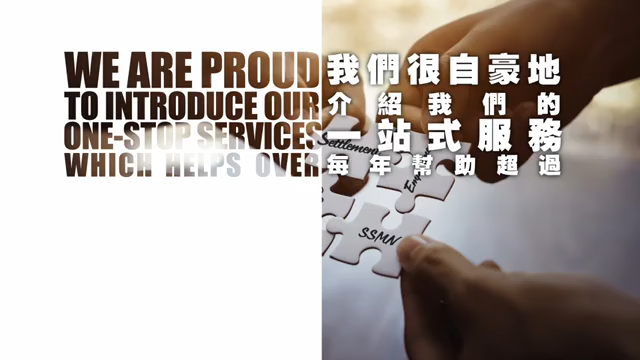 WE ARE PROUD
TO INTRODUCE OUR
ONE-STOP SERVICES
WHICH HELPS OVER
我們很自豪地
介紹我們的
一站式服務
每年幫助超過
Settlement
SSMN